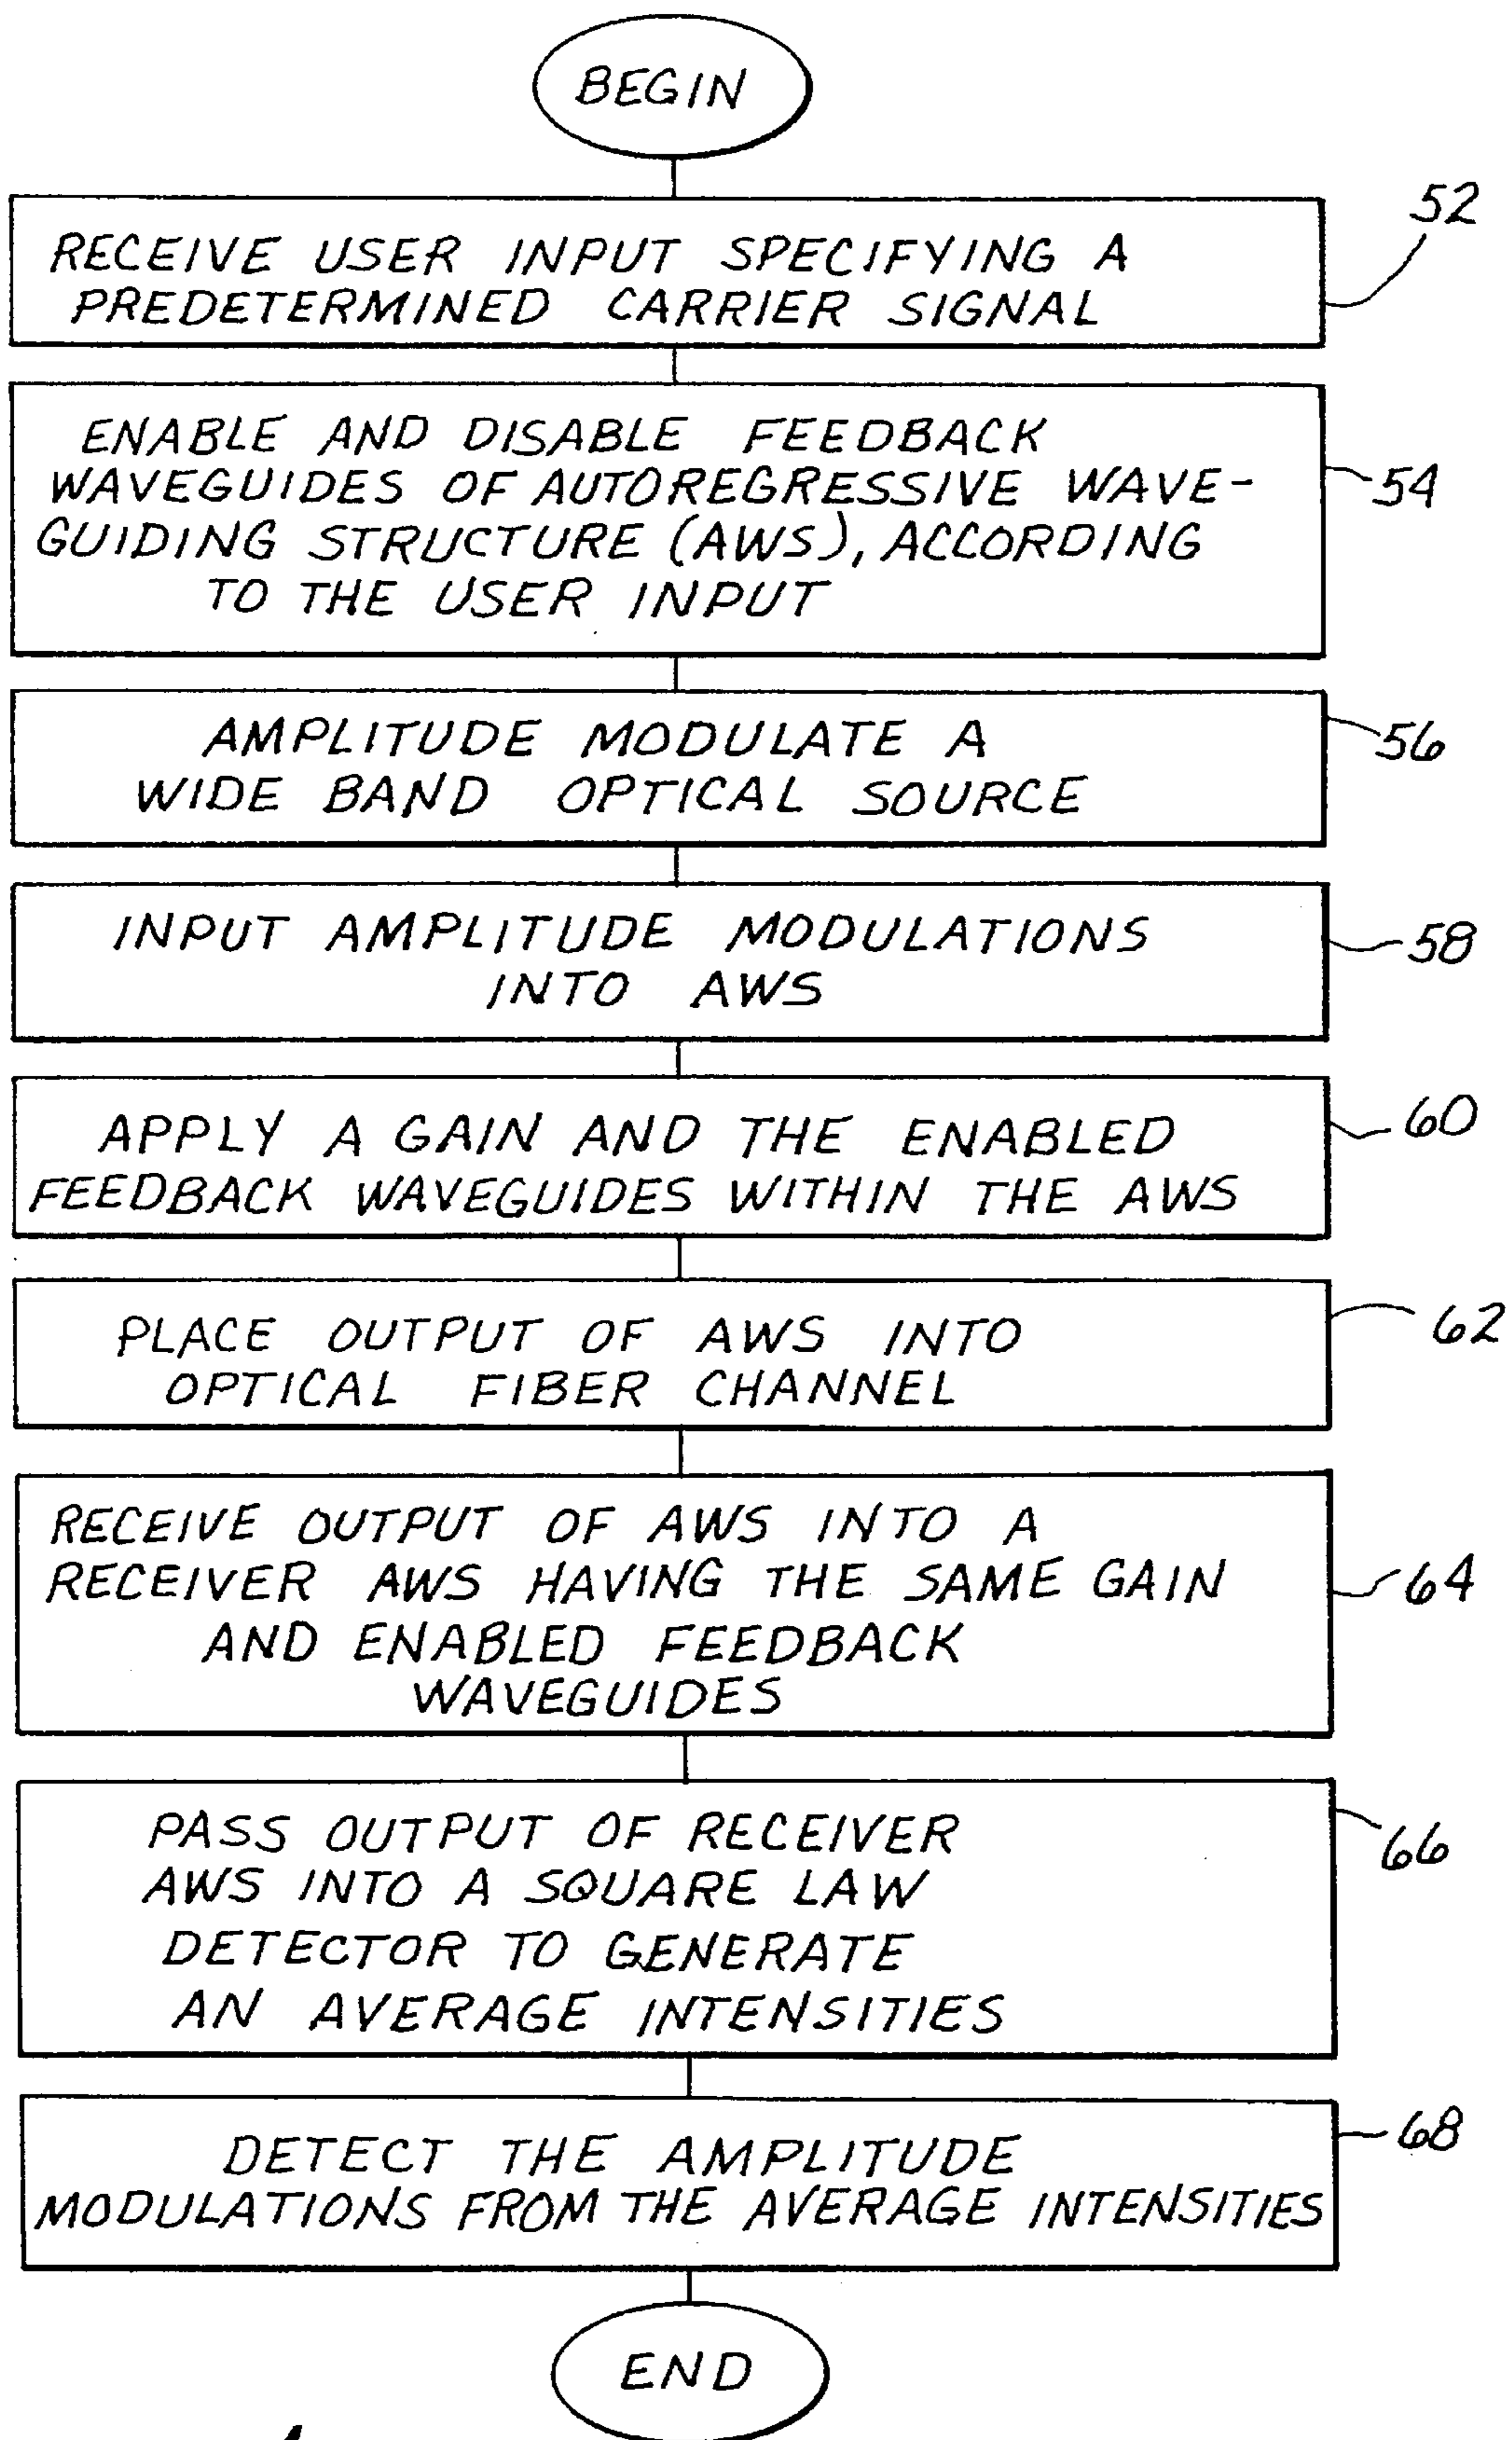 BEGIN
52
RECEIVE USER INPUT SPECIFYING A
PREDETERMINED CARRIER SIGNAL
ENABLE AND DISABLE FEEDBACK
WAVEGUIDES OF AUTOREGRESSIVE WAVE-
GUIDING STRUCTURE (AWS), ACCORDING
TO THE USER INPUT
54
AMPLITUDE MODULATE A
WIDE BAND OPTICAL SOURCE
56
INPUT AMPLITUDE MODULATIONS
INTO AWS
58
APPLY A GAIN AND THE ENABLED
FEEDBACK WAVEGUIDES WITHIN THE AWS
60
PLACE OUTPUT OF AWS INTO
OPTICAL FIBER CHANNEL
62
RECEIVE OUTPUT OF AWS INTO A
RECEIVER AWS HAVING THE SAME GAIN
AND ENABLED FEEDBACK
WAVEGUIDES
64
PASS OUTPUT OF RECEIVER
AWS INTO A SQUARE LAW
DETECTOR TO GENERATE
AN AVERAGE INTENSITIES
66
DETECT THE AMPLITUDE
MODULATIONS FROM THE AVERAGE INTENSITIES
68
END